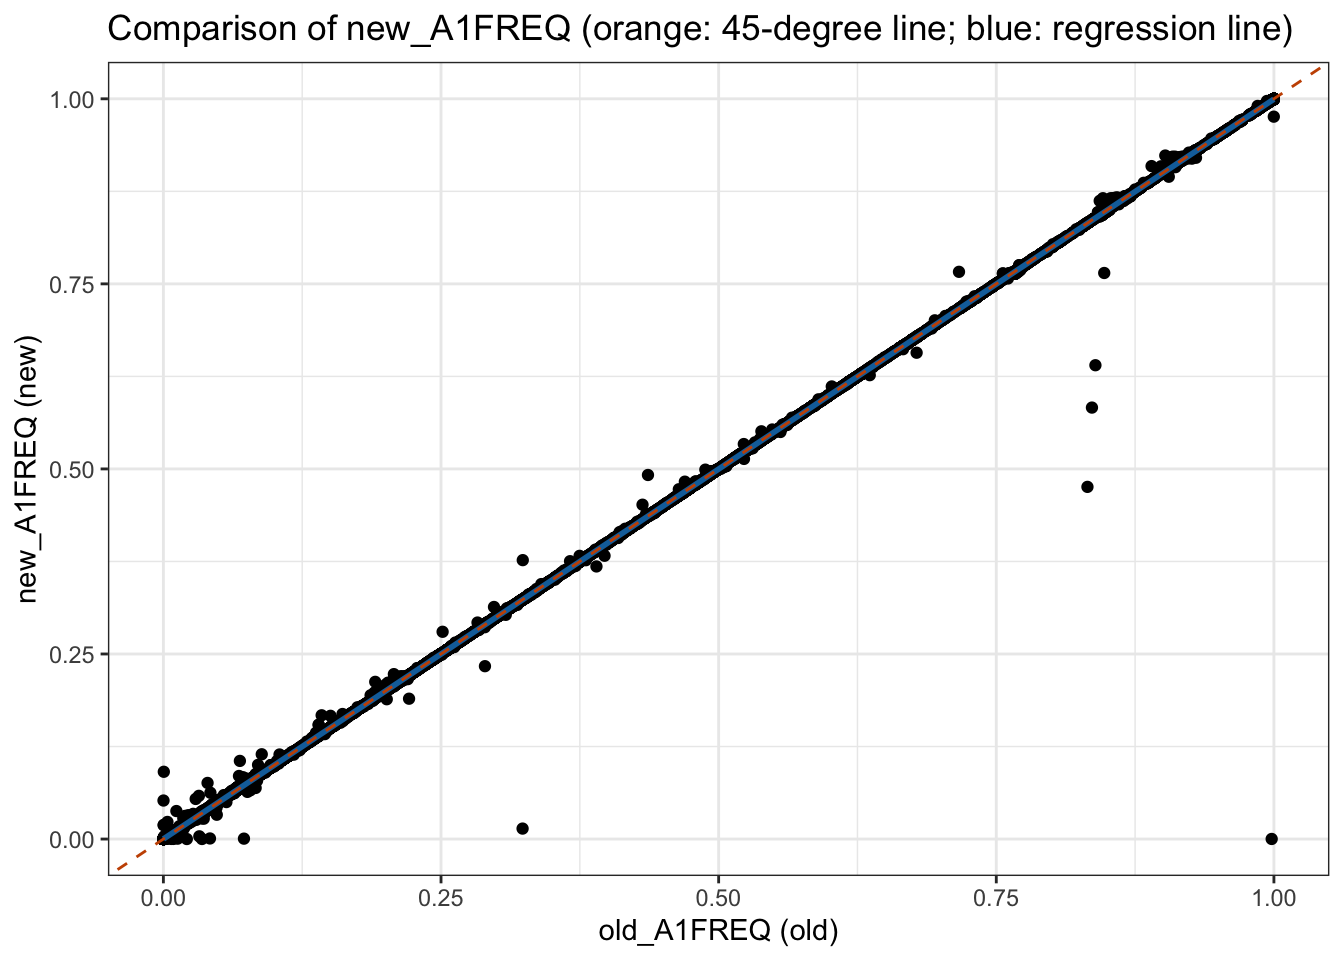 Comparison of new_A1FREQ (orange: 45-degree line; blue: regression line)
1.00
0.75
0.50
0.25
0.00
new_A1FREQ (new)
0.00 0.25 0.50 0.75 1.00
old_A1FREQ (old)